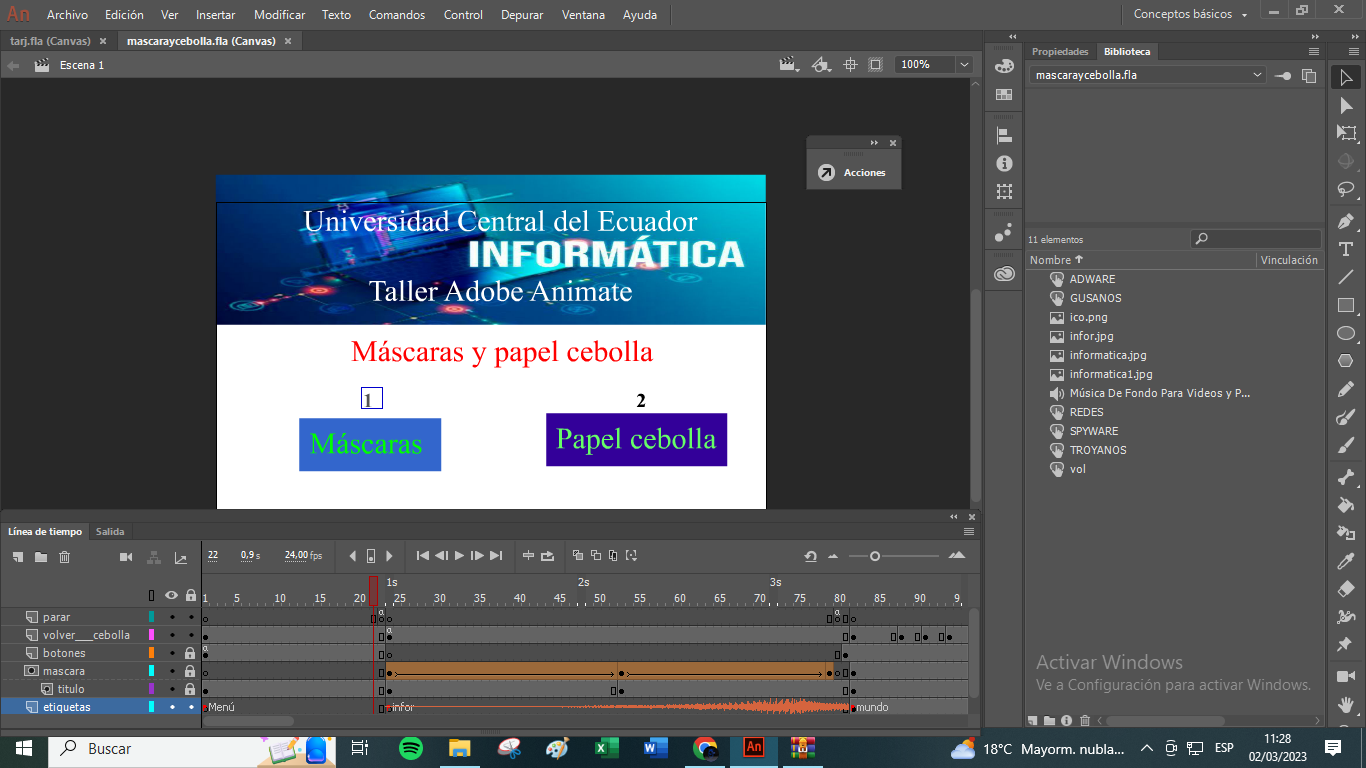 An Archivo Edición Ver Insertar Modificar Texto Comandos Control Depurar Ventana Ayuda Conceptos básicos
tarj.fla (Canvas) × mascaraycebolla.fla (Canvas) ×
Escena 1 100%
Propiedades Biblioteca
mascaraycebolla.fla
Acciones
Universidad Central del Ecuador
INFORMÁTICA
Taller Adobe Animate
Máscaras y papel cebolla
1 2
Máscaras Papel cebolla
11 elementos
Nombre Vinculación
ADWARE
GUSANOS
ico.png
infor.jpg
informatica.jpg
informatica1.jpg
Música De Fondo Para Videos y P...
REDES
SPYWARE
TROYANOS
vol
Línea de tiempo Salida
22 0,9 s 24,00 fps
1s 2s 3s
1 5 10 15 20 25 30 35 40 45 50 55 60 65 70 75 80 85 90 9
parar
volver___cebolla
botones
mascara
titulo
etiquetas Menú infor mundo
Activar Windows
Ve a Configuración para activar Windows.
Buscar 18°C Mayorm. nubla... ESP 11:28
02/03/2023